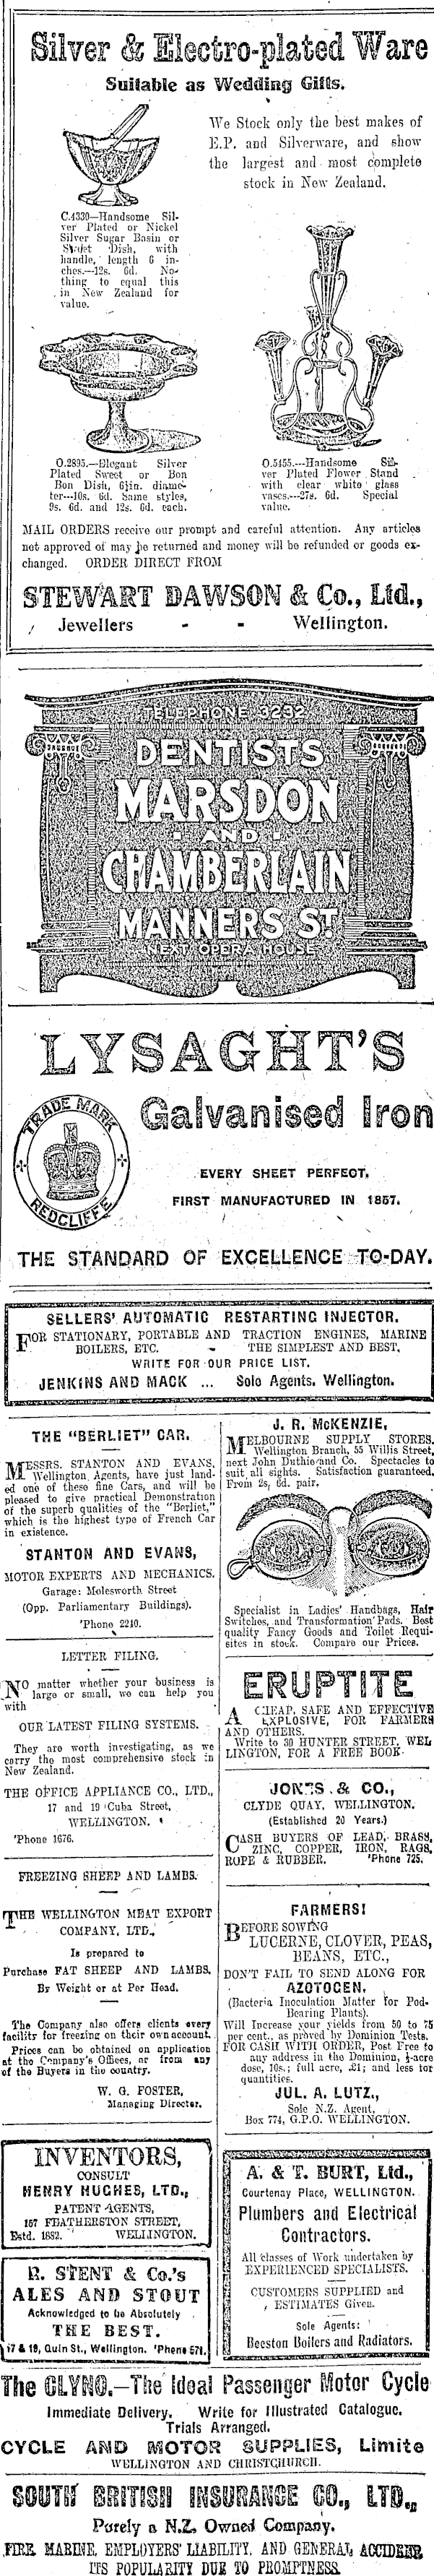 Silver & Electro-plated Ware
Suitable as Wedding Gifts.
We Stock only the best makes of
E.P. and Silverware, and show
the largest and most complete
stock in New Zealand.
C.4330—Handsome Sil-
ver Plated or Nickel
Silver Sugar Basin or
Dish, with
handle, length 6 in-
ches.—12s. 6d. No-
thing to equal this
in New Zealand for
value.
O.2895.—Elegant Silver
Plated Sweet or Bon
Bon Dish, 6½in. diame-
ter—10s. 6d. Same styles,
9s. 6d. and 12s. 6d. each.
O.5455.—Handsome Sil-
ver Plated Flower Stand
with clear white glass
vases.—27s. 6d. Special
value.
MAIL ORDERS receive our prompt and careful attention. Any articles
not approved of may be returned and money will be refunded or goods ex-
changed. ORDER DIRECT FROM
STEWART DAWSON & Co., Ltd.,
Jewellers - - Wellington.
TELEPHONE 3232
DENTISTS
MARSDON
AND
CHAMBERLAIN
MANNERS ST.
NEXT OPERA HOUSE
LYSAGHT'S
Galvanised Iron
TRADE MARK
REDCLIFFE
EVERY SHEET PERFECT.
FIRST MANUFACTURED IN 1857.
THE STANDARD OF EXCELLENCE TO-DAY.
SELLERS' AUTOMATIC RESTARTING INJECTOR.
FOR STATIONARY, PORTABLE AND TRACTION ENGINES, MARINE
BOILERS, ETC. - THE SIMPLEST AND BEST,
WRITE FOR OUR PRICE LIST.
JENKINS AND MACK ... Sole Agents, Wellington.
THE "BERLIET" CAR.
MESSRS. STANTON AND EVANS,
Wellington Agents, have just land-
ed one of these fine Cars, and will be
pleased to give practical Demonstration
of the superb qualities of the "Berliet,"
which is the highest type of French Car
in existence.
STANTON AND EVANS,
MOTOR EXPERTS AND MECHANICS.
Garage: Molesworth Street
(Opp. Parliamentary Buildings).
'Phone 2210.
LETTER FILING.
NO matter whether your business is
large or small, we can help you
with
OUR LATEST FILING SYSTEMS.
They are worth investigating, as we
carry the most comprehensive stock in
New Zealand.
THE OFFICE APPLIANCE CO., LTD.,
17 and 19 Cuba Street,
WELLINGTON.
'Phone 1676.
FREEZING SHEEP AND LAMBS.
THE WELLINGTON MEAT EXPORT
COMPANY, LTD.,
Is prepared to
Purchase FAT SHEEP AND LAMBS.
By Weight or at Per Head.
The Company also offers clients every
facility for freezing on their own account.
Prices can be obtained on application
at the Company's Offices, or from any
of the Buyers in the country.
W. G. FOSTER,
Managing Director.
INVENTORS,
CONSULT
HENRY HUGHES, LTD.,
PATENT AGENTS,
157 FEATHERSTON STREET,
Estd. 1882. WELLINGTON.
R. STENT & Co.'s
ALES AND STOUT
Acknowledged to be Absolutely
THE BEST.
17 & 19, Quin St., Wellington. 'Phone 571.
J. R. McKENZIE,
MELBOURNE SUPPLY STORES.
Wellington Branch, 55 Willis Street,
next John Duthie and Co. Spectacles to
suit all sights. Satisfaction guaranteed.
From 2s. 6d. pair.
Specialist in Ladies' Handbags, Hair
Switches, and Transformation Pads. Best
quality Fancy Goods and Toilet Requi-
sites in stock. Compare our Prices.
ERUPTITE
A CHEAP, SAFE AND EFFECTIVE
EXPLOSIVE, FOR FARMERS
AND OTHERS.
Write to 30 HUNTER STREET, WEL
LINGTON, FOR A FREE BOOK
JONES & CO.,
CLYDE QUAY, WELLINGTON.
(Established 20 Years.)
CASH BUYERS OF LEAD, BRASS,
ZINC, COPPER, IRON, RAGS,
ROPE & RUBBER. 'Phone 725.
FARMERS!
BEFORE SOWING
LUCERNE, CLOVER, PEAS,
BEANS, ETC.,
DON'T FAIL TO SEND ALONG FOR
AZOTOGEN.
(Bacteria Inoculation Matter for Pod-
Bearing Plants).
Will Increase your yields from 50 to 75
per cent., as proved by Dominion Tests.
FOR CASH WITH ORDER, Post Free to
any address in the Dominion, ½-acre
dose, 10s.; full acre, £1; and less for
quantities.
JUL. A. LUTZ.,
Sole N.Z. Agent,
Box 774, G.P.O. WELLINGTON.
A. & T. BURT, Ltd.,
Courtenay Place, WELLINGTON.
Plumbers and Electrical
Contractors.
All classes of Work undertaken by
EXPERIENCED SPECIALISTS.
CUSTOMERS SUPPLIED and
ESTIMATES Given.
Sole Agents:
Beeston Boilers and Radiators.
The CLYNO.—The Ideal Passenger Motor Cycle
Immediate Delivery. Write for Illustrated Catalogue.
Trials Arranged.
CYCLE AND MOTOR SUPPLIES, Limite
WELLINGTON AND CHRISTCHURCH.
SOUTH BRITISH INSURANCE CO., LTD.,
Purely a N.Z. Owned Company.
FIRE MARINE, EMPLOYERS' LIABILITY, AND GENERAL ACCIDENT
ITS POPULARITY DUE TO PROMPTNESS.